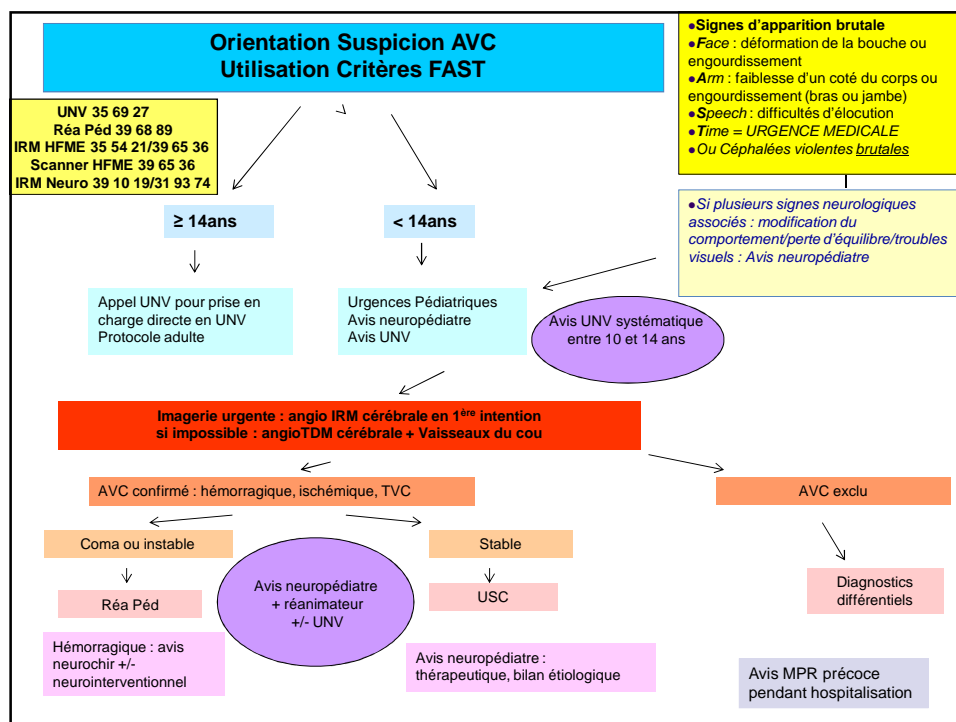 Orientation Suspicion AVC
Utilisation Critères FAST
●Signes d'apparition brutale
●Face : déformation de la bouche ou
engourdissement
●Arm : faiblesse d'un coté du corps ou
engourdissement (bras ou jambe)
●Speech : difficultés d'élocution
●Time = URGENCE MEDICALE
●Ou Céphalées violentes brutales
UNV 35 69 27
Réa Péd 39 68 89
IRM HFME 35 54 21/39 65 36
Scanner HFME 39 65 36
IRM Neuro 39 10 19/31 93 74
●Si plusieurs signes neurologiques
associés : modification du
comportement/perte d'équilibre/troubles
visuels : Avis neuropédiatre
≥ 14ans
< 14ans
Appel UNV pour prise en
charge directe en UNV
Protocole adulte
Urgences Pédiatriques
Avis neuropédiatre
Avis UNV
Avis UNV systématique
entre 10 et 14 ans
Imagerie urgente : angio IRM cérébrale en 1ère intention
si impossible : angioTDM cérébrale + Vaisseaux du cou
AVC confirmé : hémorragique, ischémique, TVC
AVC exclu
Coma ou instable
Stable
Avis neuropédiatre
+ réanimateur
+/- UNV
Réa Péd
USC
Diagnostics
différentiels
Hémorragique : avis
neurochir +/-
neurointerventionnel
Avis neuropédiatre :
thérapeutique, bilan étiologique
Avis MPR précoce
pendant hospitalisation